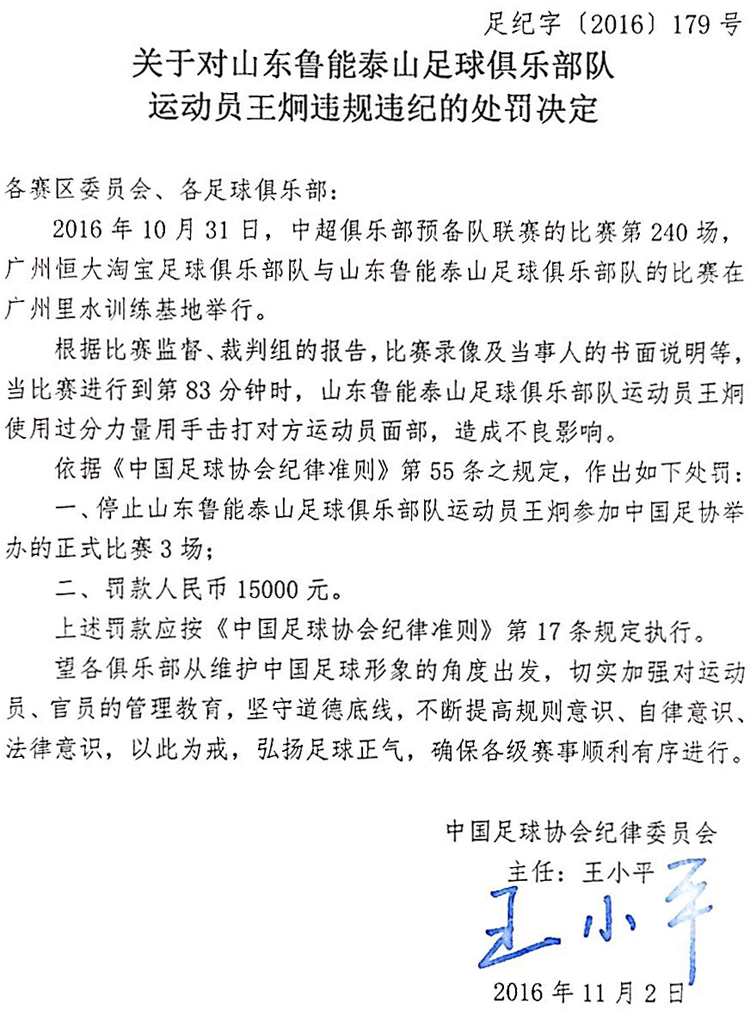 足纪字〔2016〕179 号
关于对山东鲁能泰山足球俱乐部队
运动员王炯违规违纪的处罚决定
各赛区委员会、各足球俱乐部：
2016 年 10 月 31 日，中超俱乐部预备队联赛的比赛第 240 场，
广州恒大淘宝足球俱乐部队与山东鲁能泰山足球俱乐部队的比赛在
广州里水训练基地举行。
根据比赛监督、裁判组的报告，比赛录像及当事人的书面说明等，
当比赛进行到第 83 分钟时，山东鲁能泰山足球俱乐部队运动员王炯
使用过分力量用手击打对方运动员面部，造成不良影响。
依据《中国足球协会纪律准则》第 55 条之规定，作出如下处罚：
一、停止山东鲁能泰山足球俱乐部队运动员王炯参加中国足协举
办的正式比赛 3 场；
二、罚款人民币 15000 元。
上述罚款应按《中国足球协会纪律准则》第 17 条规定执行。
望各俱乐部从维护中国足球形象的角度出发，切实加强对运动
员、官员的管理教育，坚守道德底线，不断提高规则意识、自律意识、
法律意识，以此为戒，弘扬足球正气，确保各级赛事顺利有序进行。
中国足球协会纪律委员会
主任：王小平
王小平
2016 年 11 月 2 日